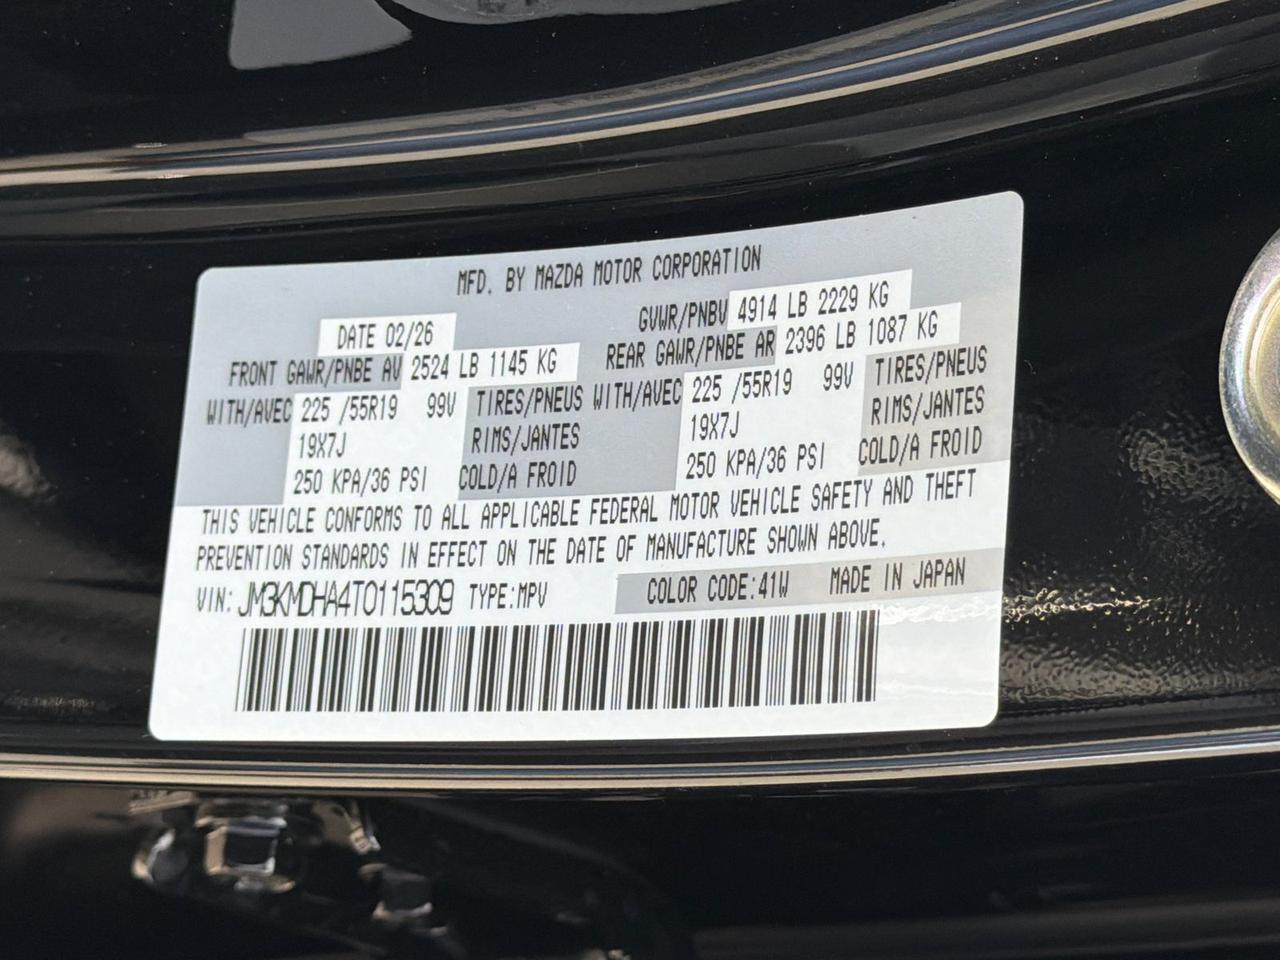 MFD. BY MAZDA MOTOR CORPORATION
DATE 02/26 GVWR/PNBV 4914 LB 2229 KG
FRONT GAWR/PNBE AV 2524 LB 1145 KG REAR GAWR/PNBE AR 2396 LB 1087 KG
WITH/AVEC 225 /55R19 99V TIRES/PNEUS WITH/AVEC 225 /55R19 99V TIRES/PNEUS
19X7J RIMS/JANTES 19X7J RIMS/JANTES
250 KPA/36 PSI COLD/A FROID 250 KPA/36 PSI COLD/A FROID
THIS VEHICLE CONFORMS TO ALL APPLICABLE FEDERAL MOTOR VEHICLE SAFETY AND THEFT
PREVENTION STANDARDS IN EFFECT ON THE DATE OF MANUFACTURE SHOWN ABOVE.
VIN: JM3KMDHA4T0115309 TYPE:MPV COLOR CODE:41W MADE IN JAPAN